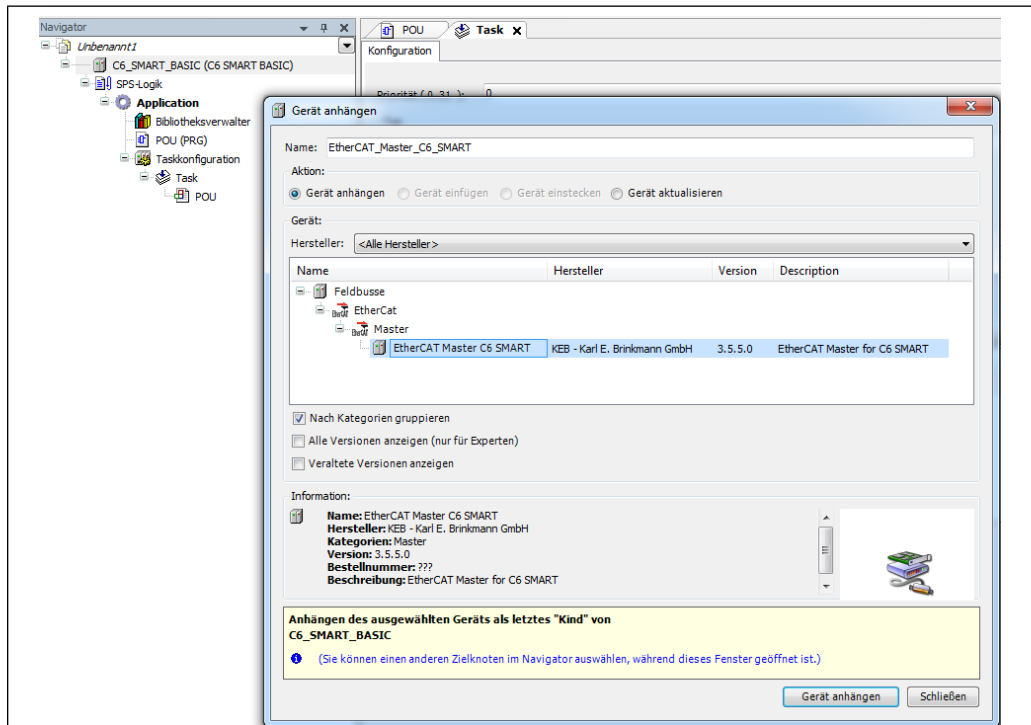 Navigator
POU
Task
Unbenannt1
Konfiguration
C6_SMART_BASIC (C6 SMART BASIC)
SPS-Logik
Application
Bibliotheksverwalter
POU (PRG)
Taskkonfiguration
Task
POU
Priorität ( 0..31 ): 0
Gerät anhängen
Name: EtherCAT_Master_C6_SMART
Aktion:
Gerät anhängen Gerät einfügen Gerät einstecken Gerät aktualisieren
Gerät:
Hersteller: <Alle Hersteller>
Name Hersteller Version Description
Feldbusse
EtherCat
Master
EtherCAT Master C6 SMART KEB - Karl E. Brinkmann GmbH 3.5.5.0 EtherCAT Master for C6 SMART
Nach Kategorien gruppieren
Alle Versionen anzeigen (nur für Experten)
Veraltete Versionen anzeigen
Information:
Name: EtherCAT Master C6 SMART
Hersteller: KEB - Karl E. Brinkmann GmbH
Kategorien: Master
Version: 3.5.5.0
Bestellnummer: ???
Beschreibung: EtherCAT Master for C6 SMART
Anhängen des ausgewählten Geräts als letztes "Kind" von
C6_SMART_BASIC
(Sie können einen anderen Zielknoten im Navigator auswählen, während dieses Fenster geöffnet ist.)
Gerät anhängen Schließen